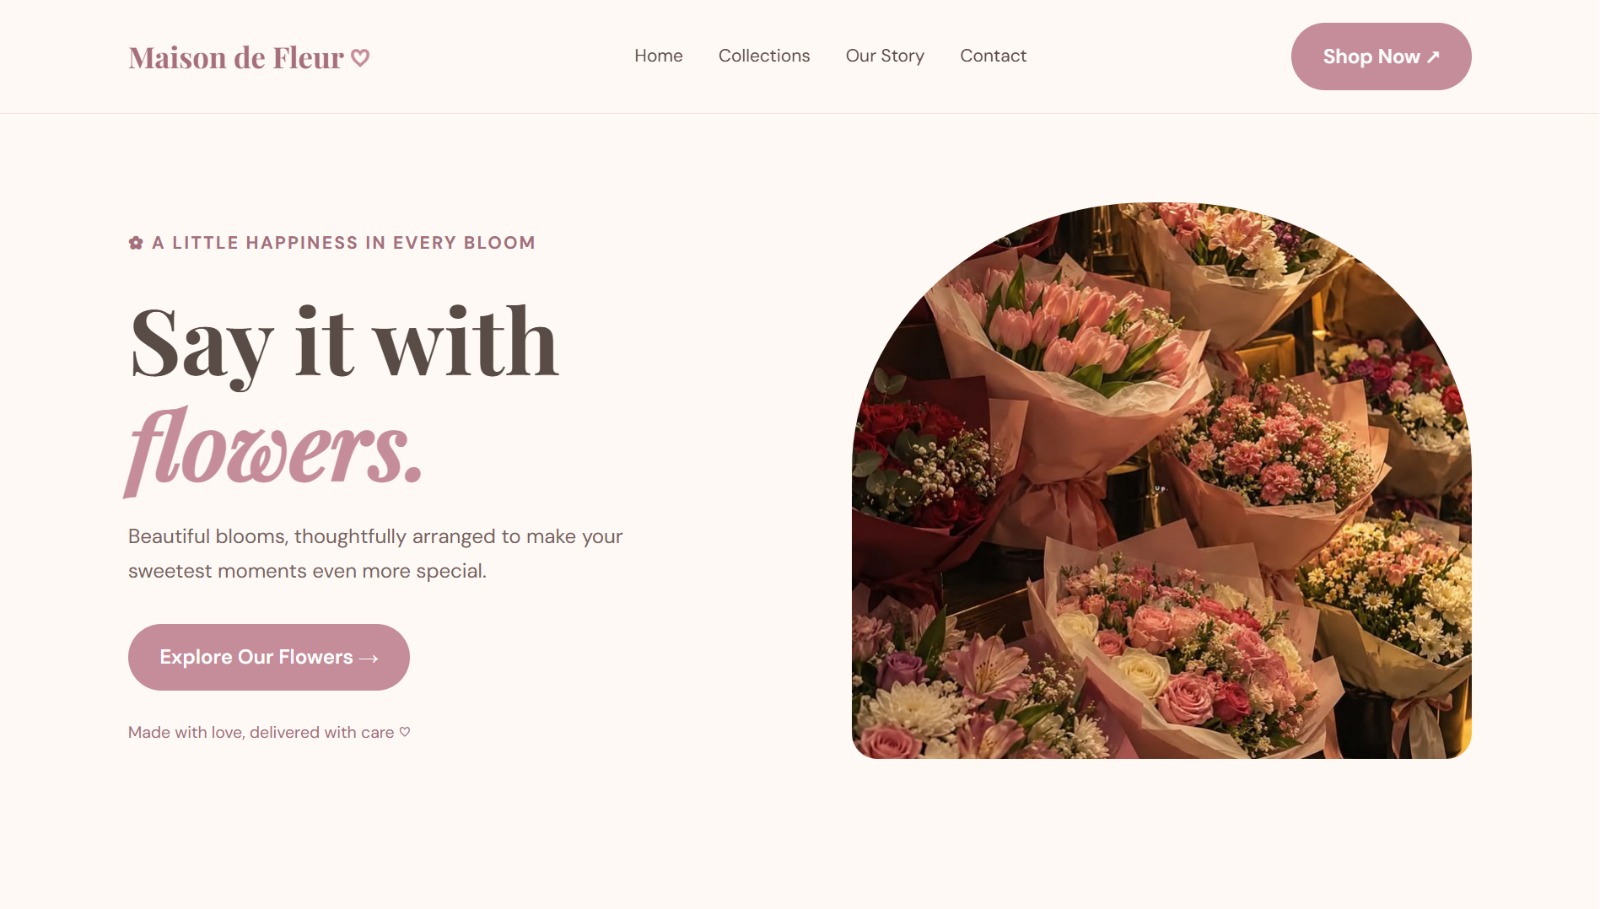 Maison de Fleur ♡
Home
Collections
Our Story
Contact
Shop Now ↗
✿ A LITTLE HAPPINESS IN EVERY BLOOM
Say it with
flowers.
Beautiful blooms, thoughtfully arranged to make your
sweetest moments even more special.
Explore Our Flowers →
Made with love, delivered with care ♡